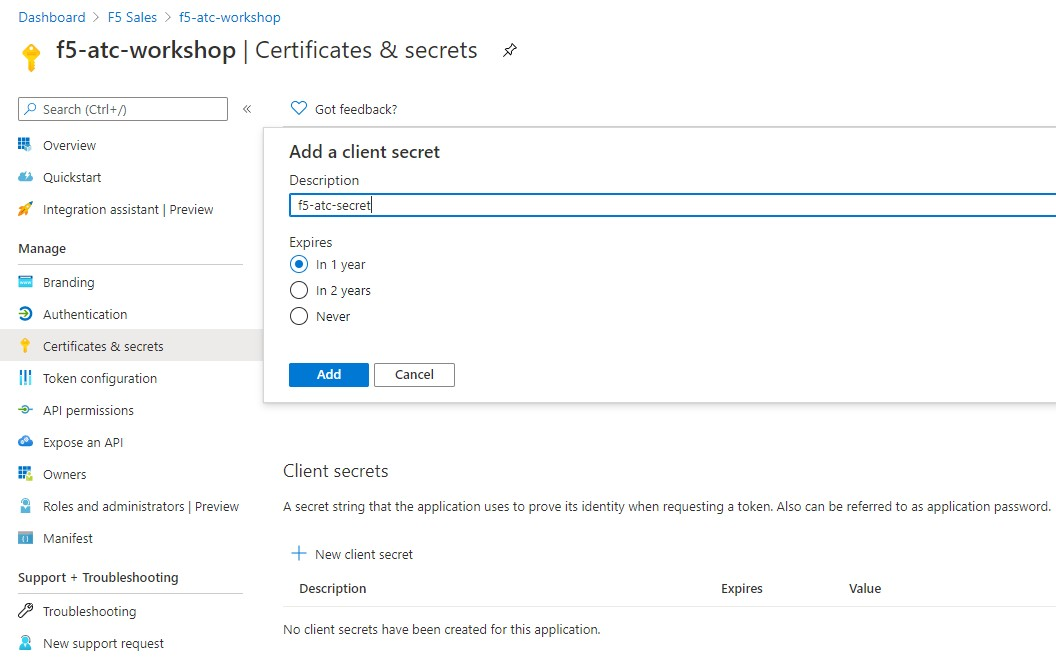 Dashboard > F5 Sales > f5-atc-workshop
f5-atc-workshop | Certificates & secrets
Search (Ctrl+/)
«
Got feedback?
Overview
Quickstart
Integration assistant | Preview
Manage
Branding
Authentication
Certificates & secrets
Token configuration
API permissions
Expose an API
Owners
Roles and administrators | Preview
Manifest
Support + Troubleshooting
Troubleshooting
New support request
Add a client secret
Description
f5-atc-secret
Expires
In 1 year
In 2 years
Never
Add Cancel
Client secrets
A secret string that the application uses to prove its identity when requesting a token. Also can be referred to as application password.
New client secret
Description Expires Value
No client secrets have been created for this application.